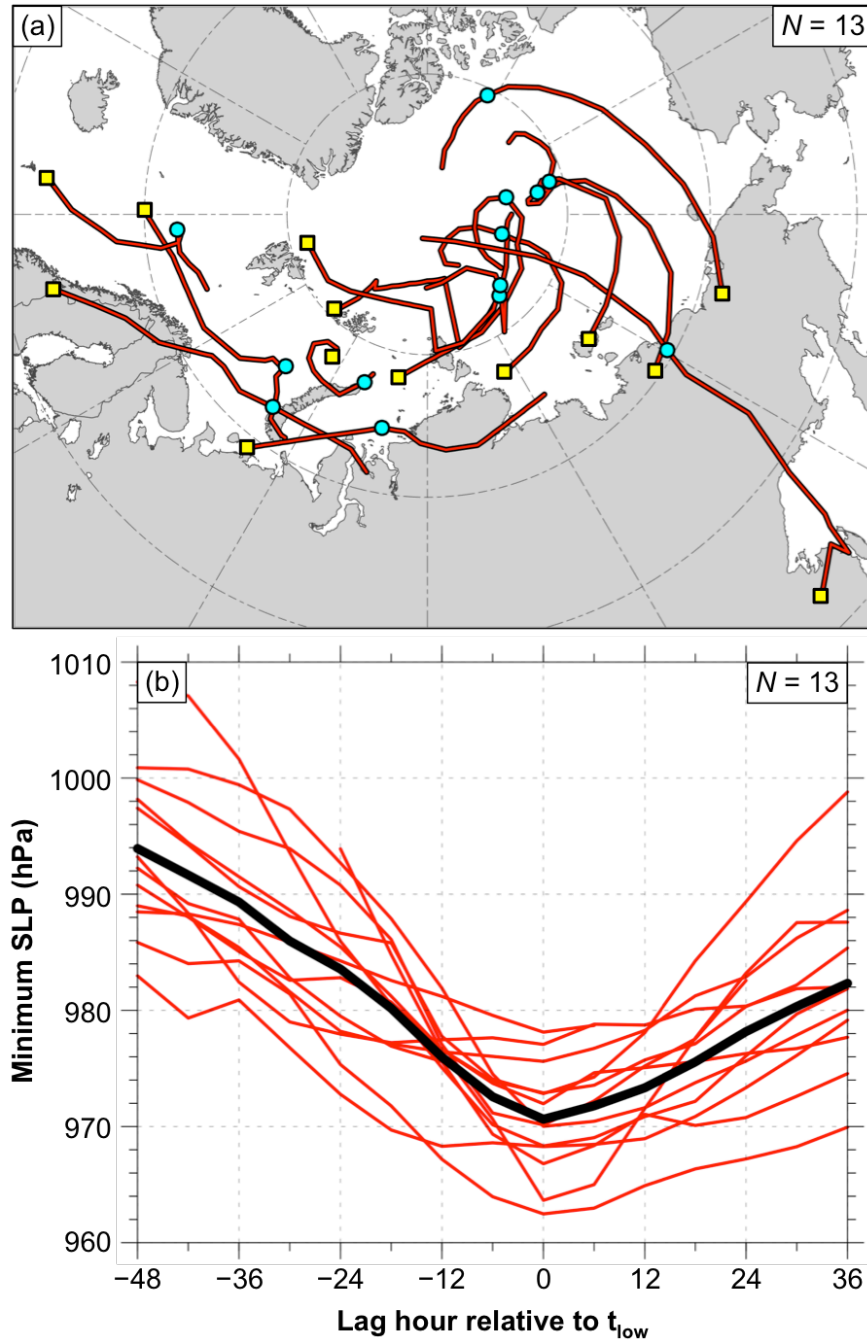 (a)
N = 13
(b)
N = 13
1010
1000
990
980
970
960
Minimum SLP (hPa)
−48
−36
−24
−12
0
12
24
36
Lag hour relative to tlow